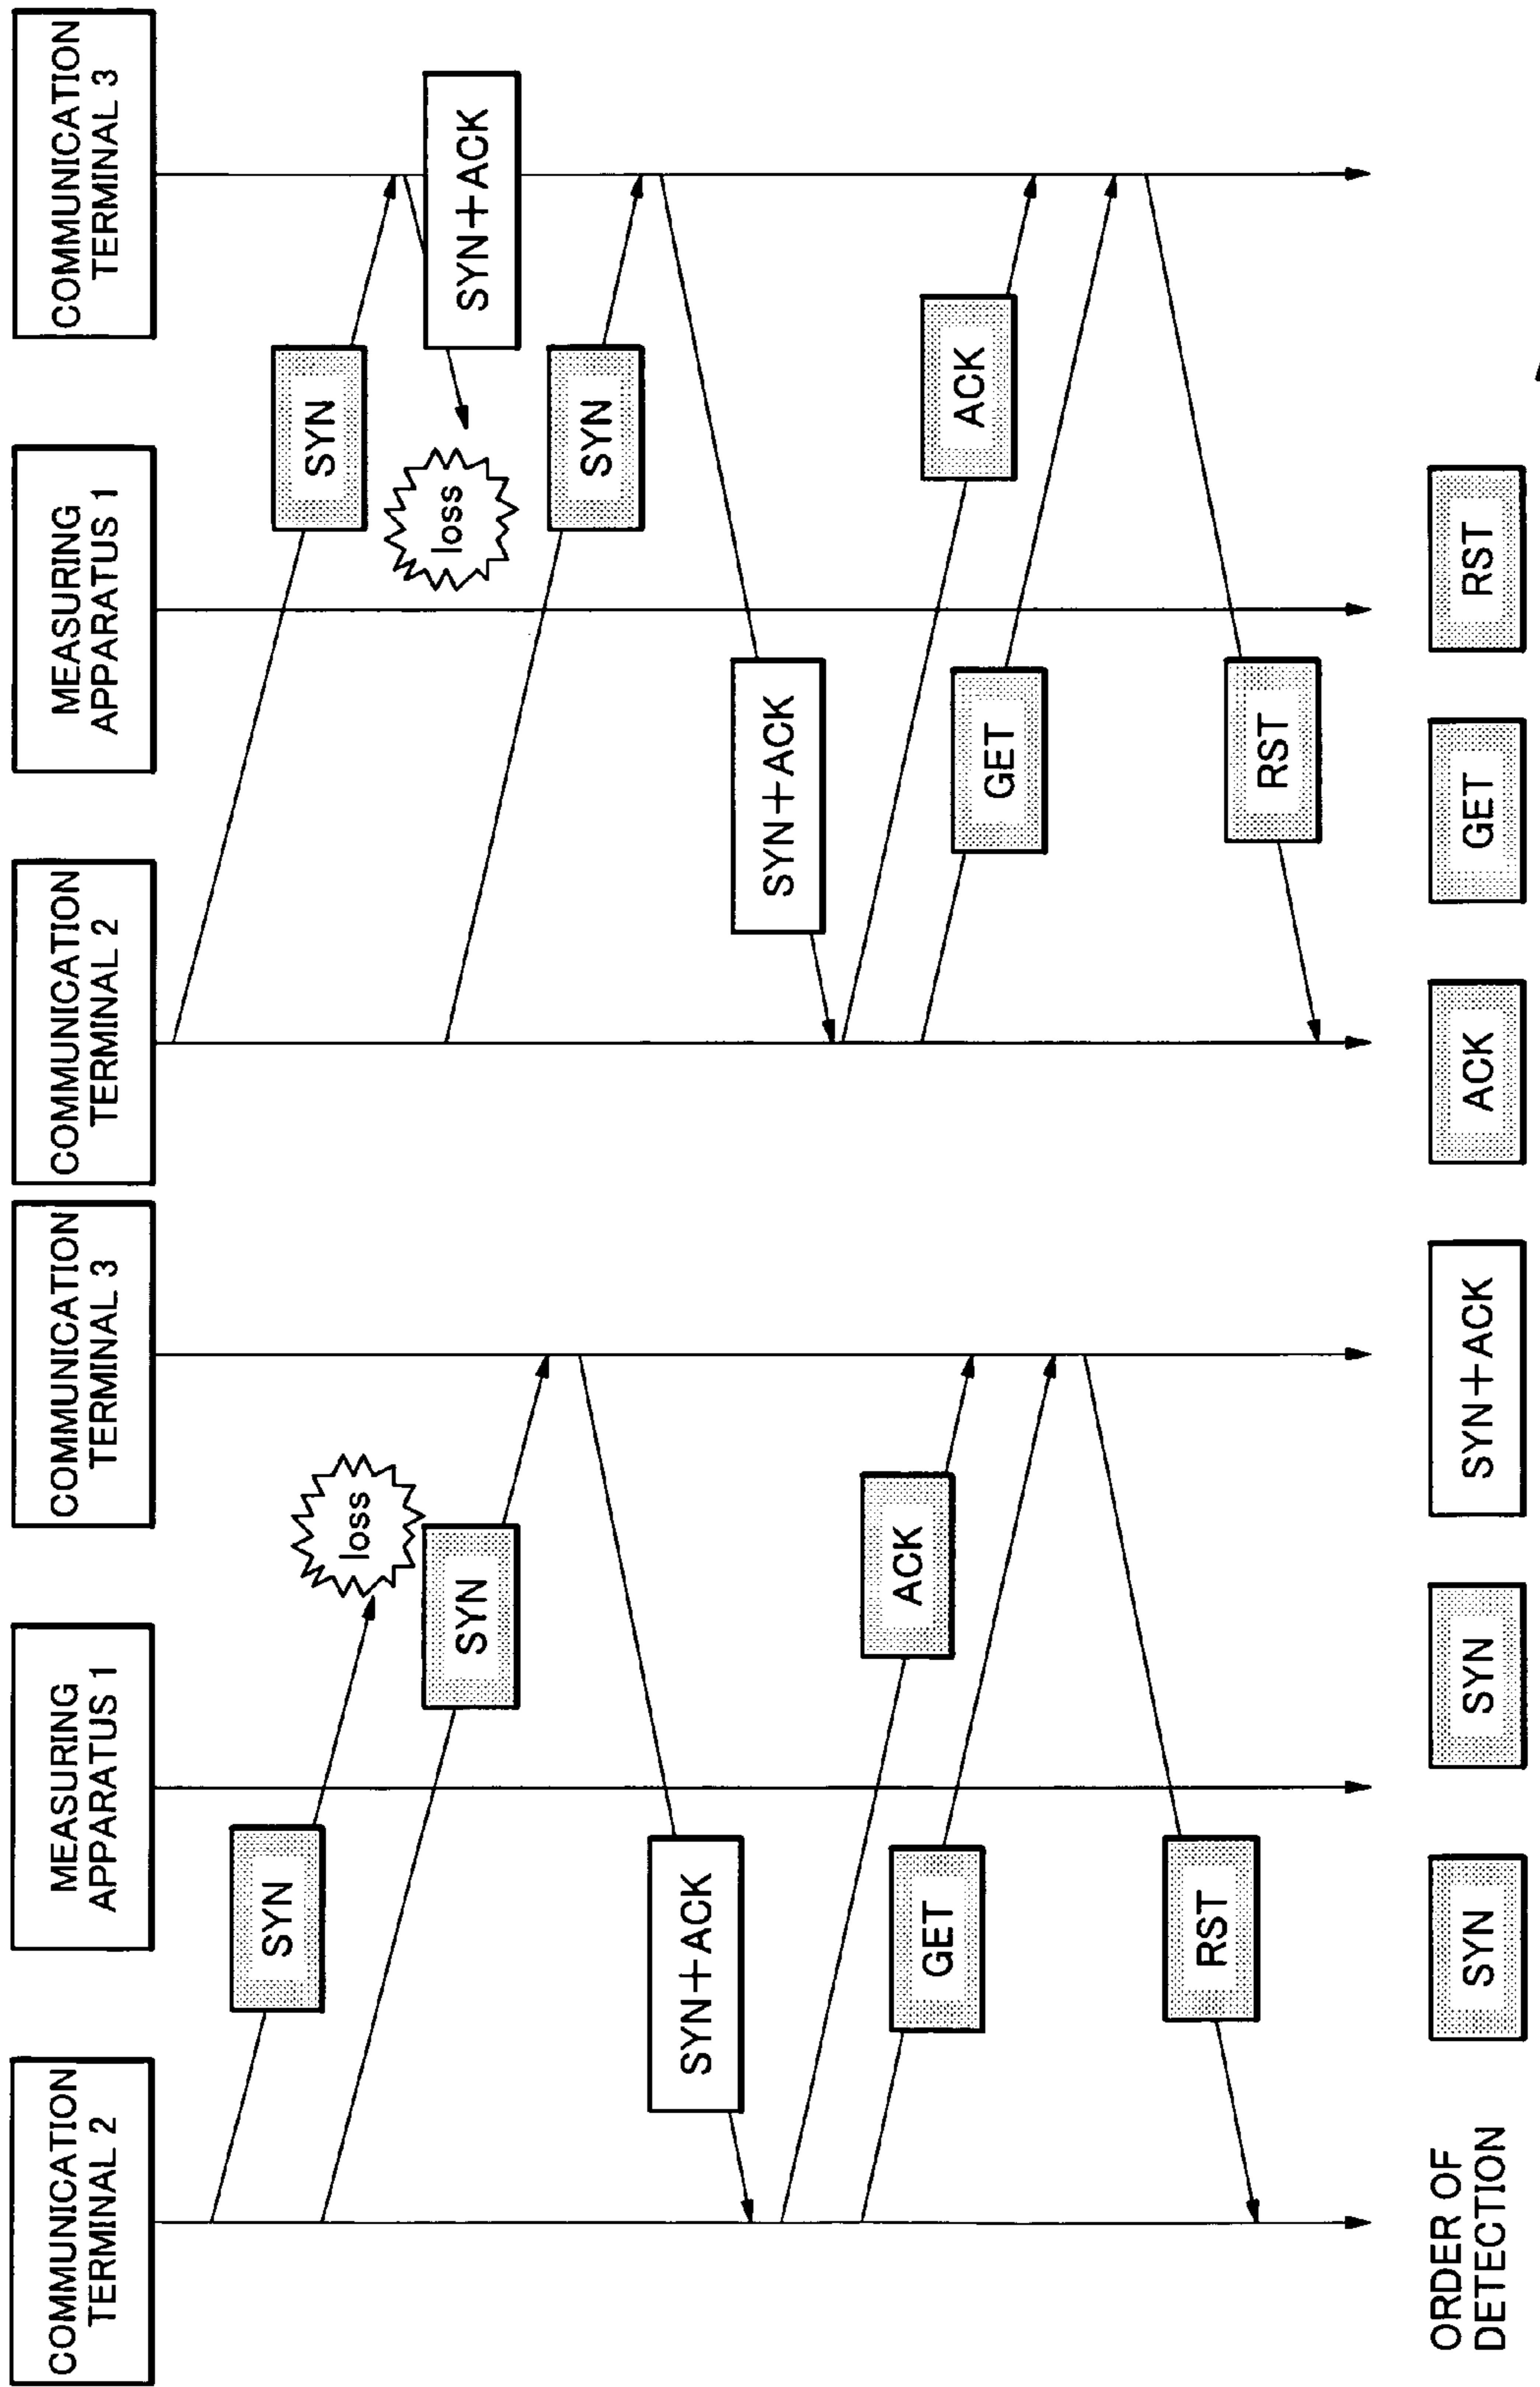 COMMUNICATION
TERMINAL 2
MEASURING
APPARATUS 1
COMMUNICATION
TERMINAL 3
SYN
loss
SYN
SYN+ACK
ACK
GET
RST
COMMUNICATION
TERMINAL 2
MEASURING
APPARATUS 1
COMMUNICATION
TERMINAL 3
SYN
SYN+ACK
loss
SYN
SYN+ACK
ACK
GET
RST
ORDER OF
DETECTION
SYN
SYN
SYN+ACK
ACK
GET
RST